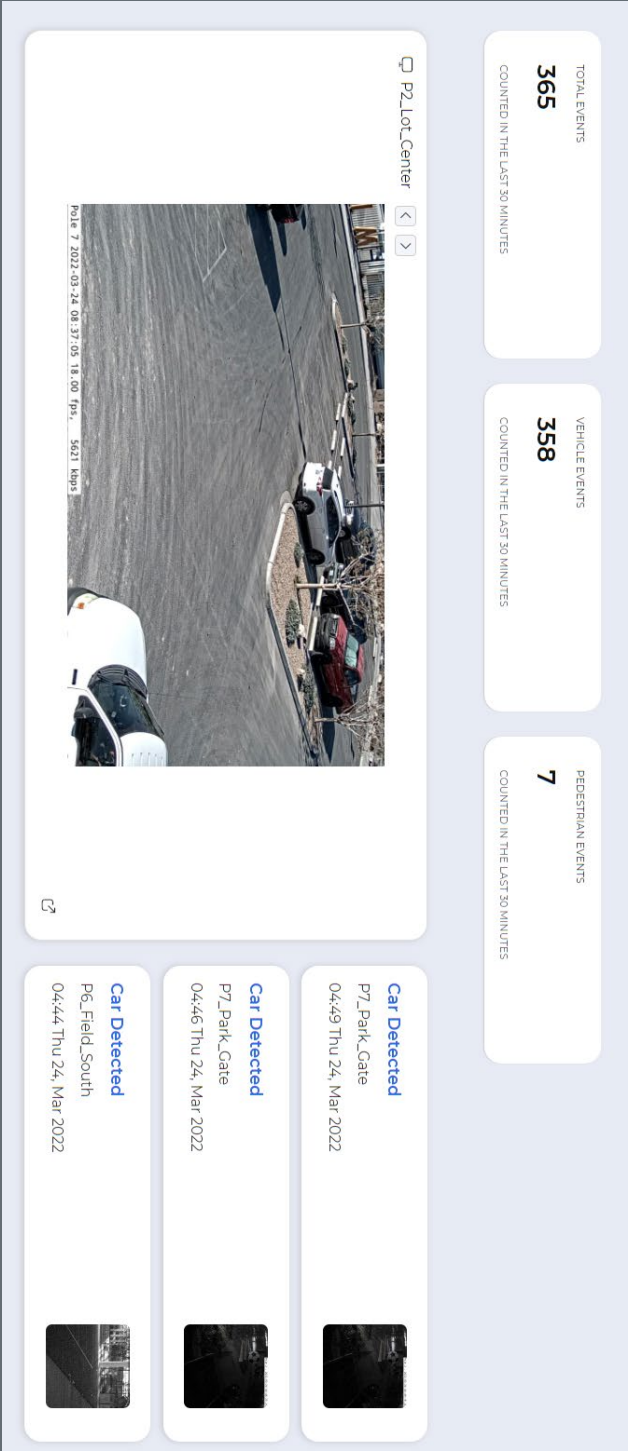 TOTAL EVENTS
365
COUNTED IN THE LAST 30 MINUTES
VEHICLE EVENTS
358
COUNTED IN THE LAST 30 MINUTES
PEDESTRIAN EVENTS
7
COUNTED IN THE LAST 30 MINUTES
P2_Lot_Center
Pole 7 2022-03-24 08:37:05 18.00 fps, 5621 kbps
Car Detected
P7_Park_Gate
04:49 Thu 24, Mar 2022
Car Detected
P7_Park_Gate
04:46 Thu 24, Mar 2022
Car Detected
P6_Field_South
04:44 Thu 24, Mar 2022